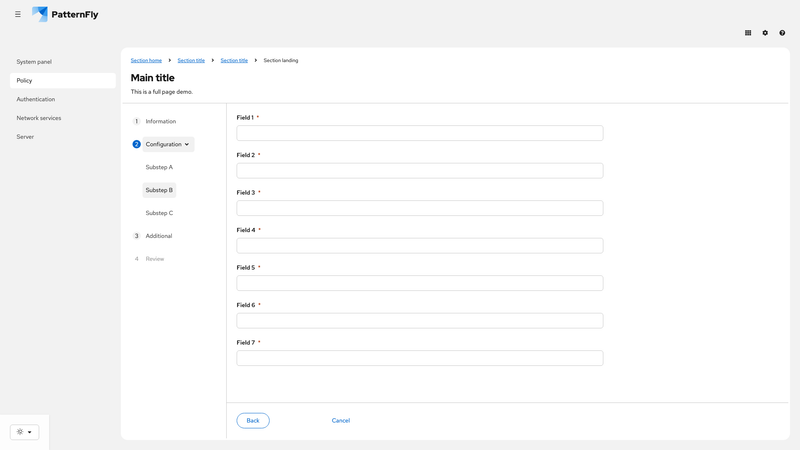 PatternFly
System panel
Policy
Authentication
Network services
Server
Section home > Section title > Section title > Section landing
Main title
This is a full page demo.
1 Information
2 Configuration
Substep A
Substep B
Substep C
3 Additional
4 Review
Field 1 *
Field 2 *
Field 3 *
Field 4 *
Field 5 *
Field 6 *
Field 7 *
Back Cancel